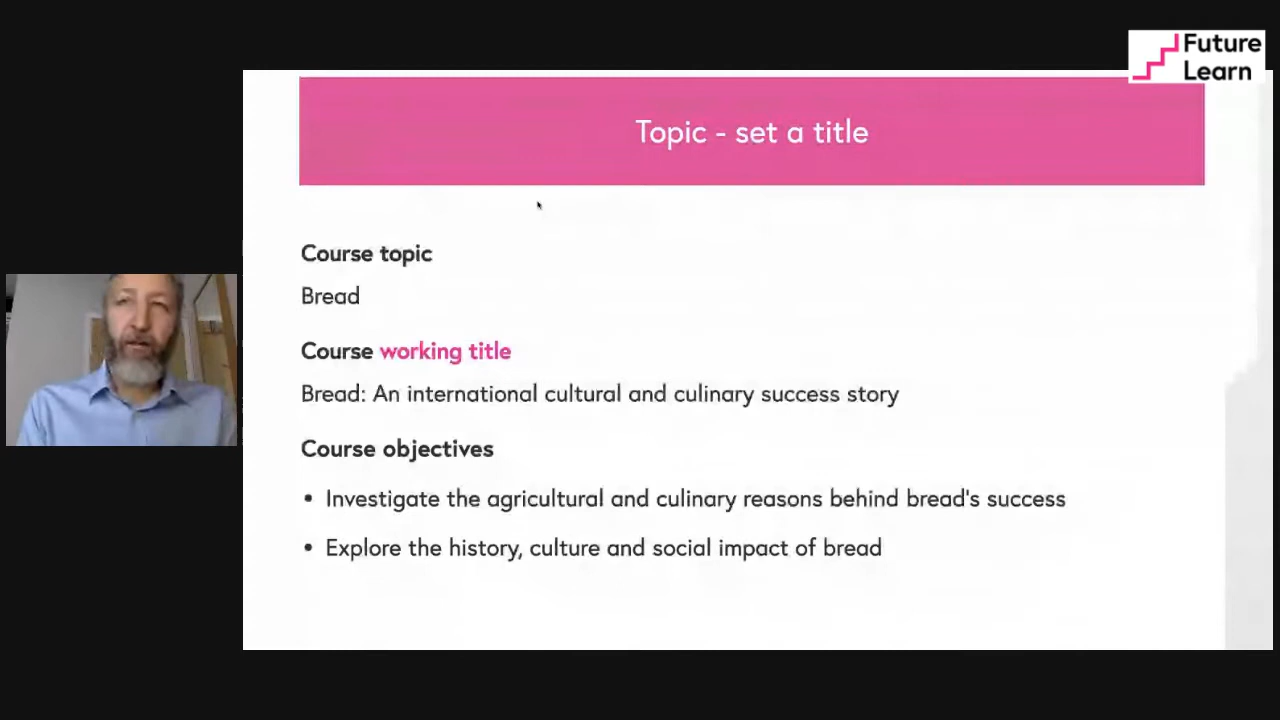 Future
Learn
Topic - set a title
Course topic
Bread
Course working title
Bread: An international cultural and culinary success story
Course objectives
• Investigate the agricultural and culinary reasons behind bread's success
• Explore the history, culture and social impact of bread